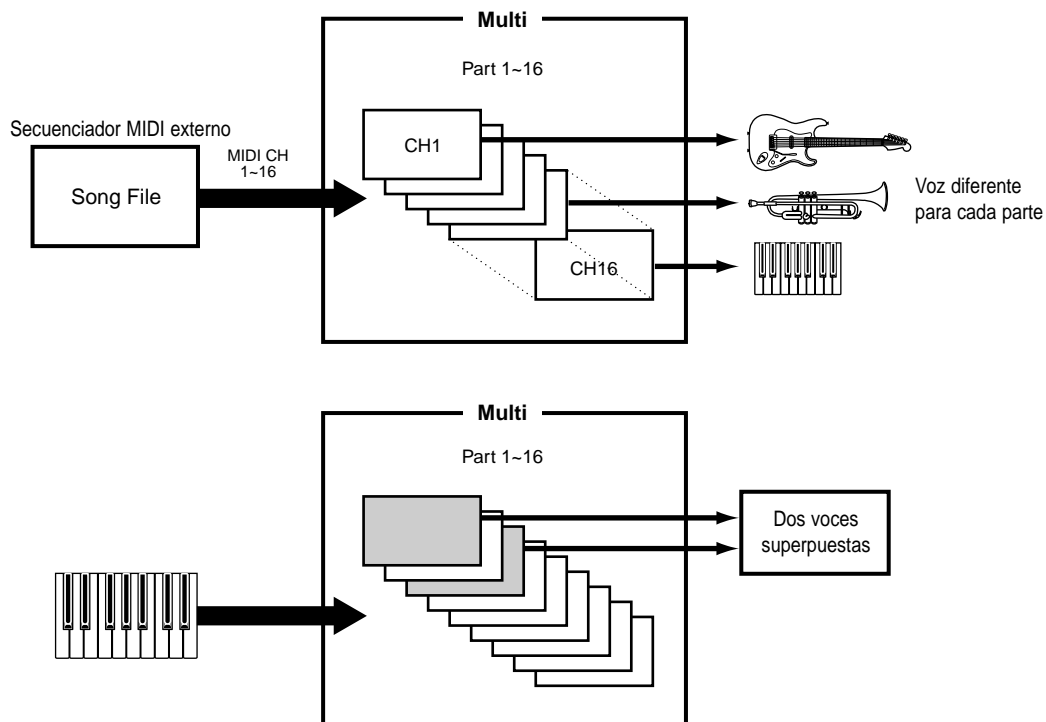 Multi
Part 1~16
Secuenciador MIDI externo
MIDI CH
1~16
Song File
CH1
CH16
Voz diferente
para cada parte
Multi
Part 1~16
Dos voces
superpuestas